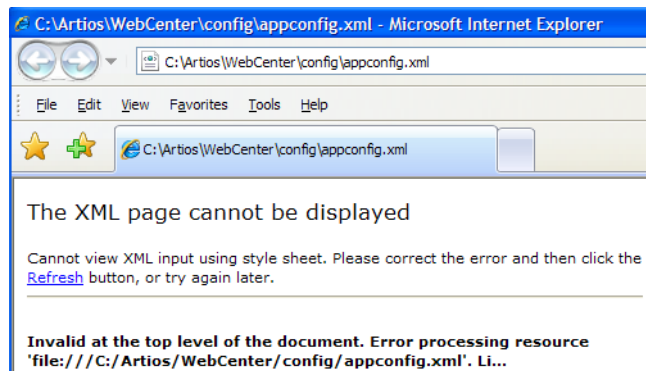 C:\Artios\WebCenter\config\appconfig.xml - Microsoft Internet Explorer
C:\Artios\WebCenter\config\appconfig.xml
File Edit View Favorites Tools Help
C:\Artios\WebCenter\config\appconfig.xml
The XML page cannot be displayed
Cannot view XML input using style sheet. Please correct the error and then click the
Refresh button, or try again later.
Invalid at the top level of the document. Error processing resource
'file:///C:/Artios/WebCenter/config/appconfig.xml'. Li...